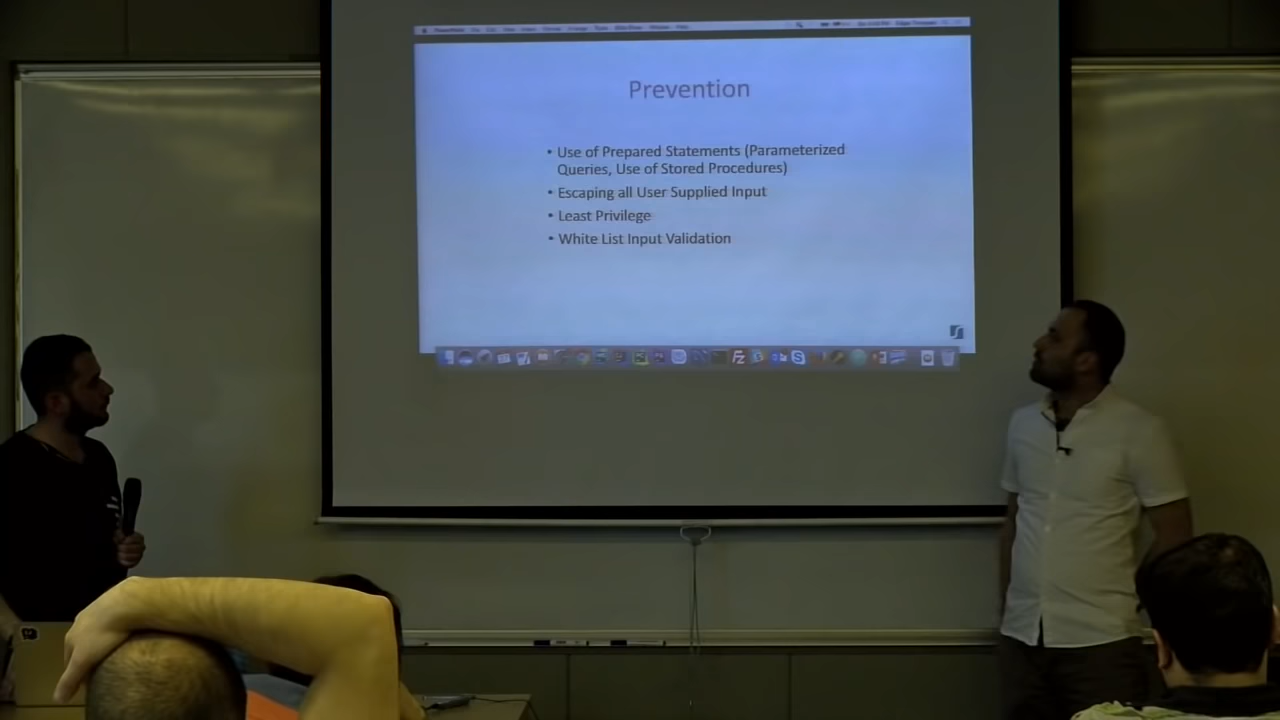 Prevention
• Use of Prepared Statements (Parameterized
Queries, Use of Stored Procedures)
• Escaping all User Supplied Input
• Least Privilege
• White List Input Validation